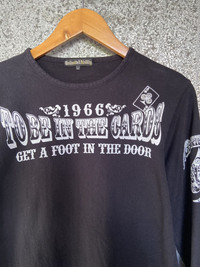 1966
TO BE IN THE CARDS
GET A FOOT IN THE DOOR